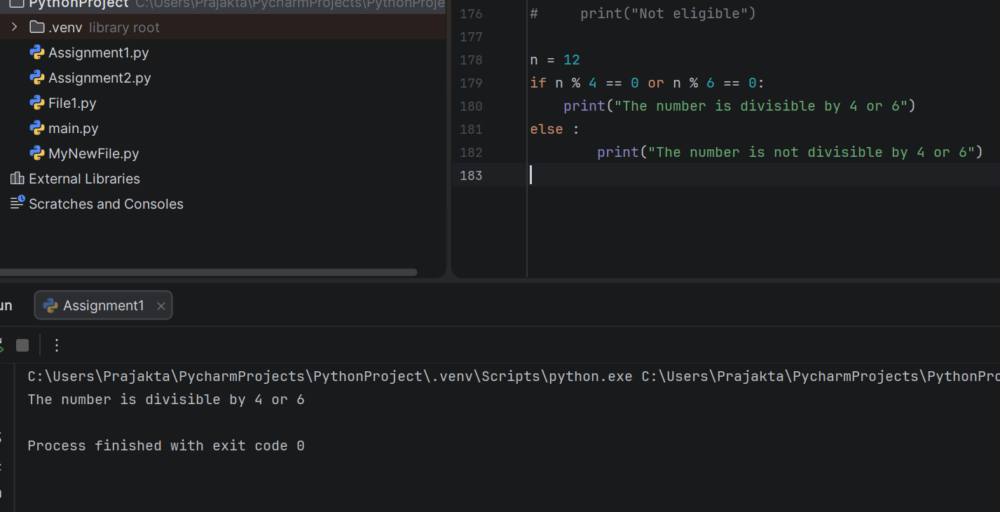 PythonProject C:\Users\Prajakta\PycharmProjects\PythonProje
.venv library root
Assignment1.py
Assignment2.py
File1.py
main.py
MyNewFile.py
External Libraries
Scratches and Consoles
176 #     print("Not eligible")
177
178 n = 12
179 if n % 4 == 0 or n % 6 == 0:
180     print("The number is divisible by 4 or 6")
181 else :
182         print("The number is not divisible by 4 or 6")
183
un Assignment1
C:\Users\Prajakta\PycharmProjects\PythonProject\.venv\Scripts\python.exe C:\Users\Prajakta\PycharmProjects\PythonPro
The number is divisible by 4 or 6
Process finished with exit code 0